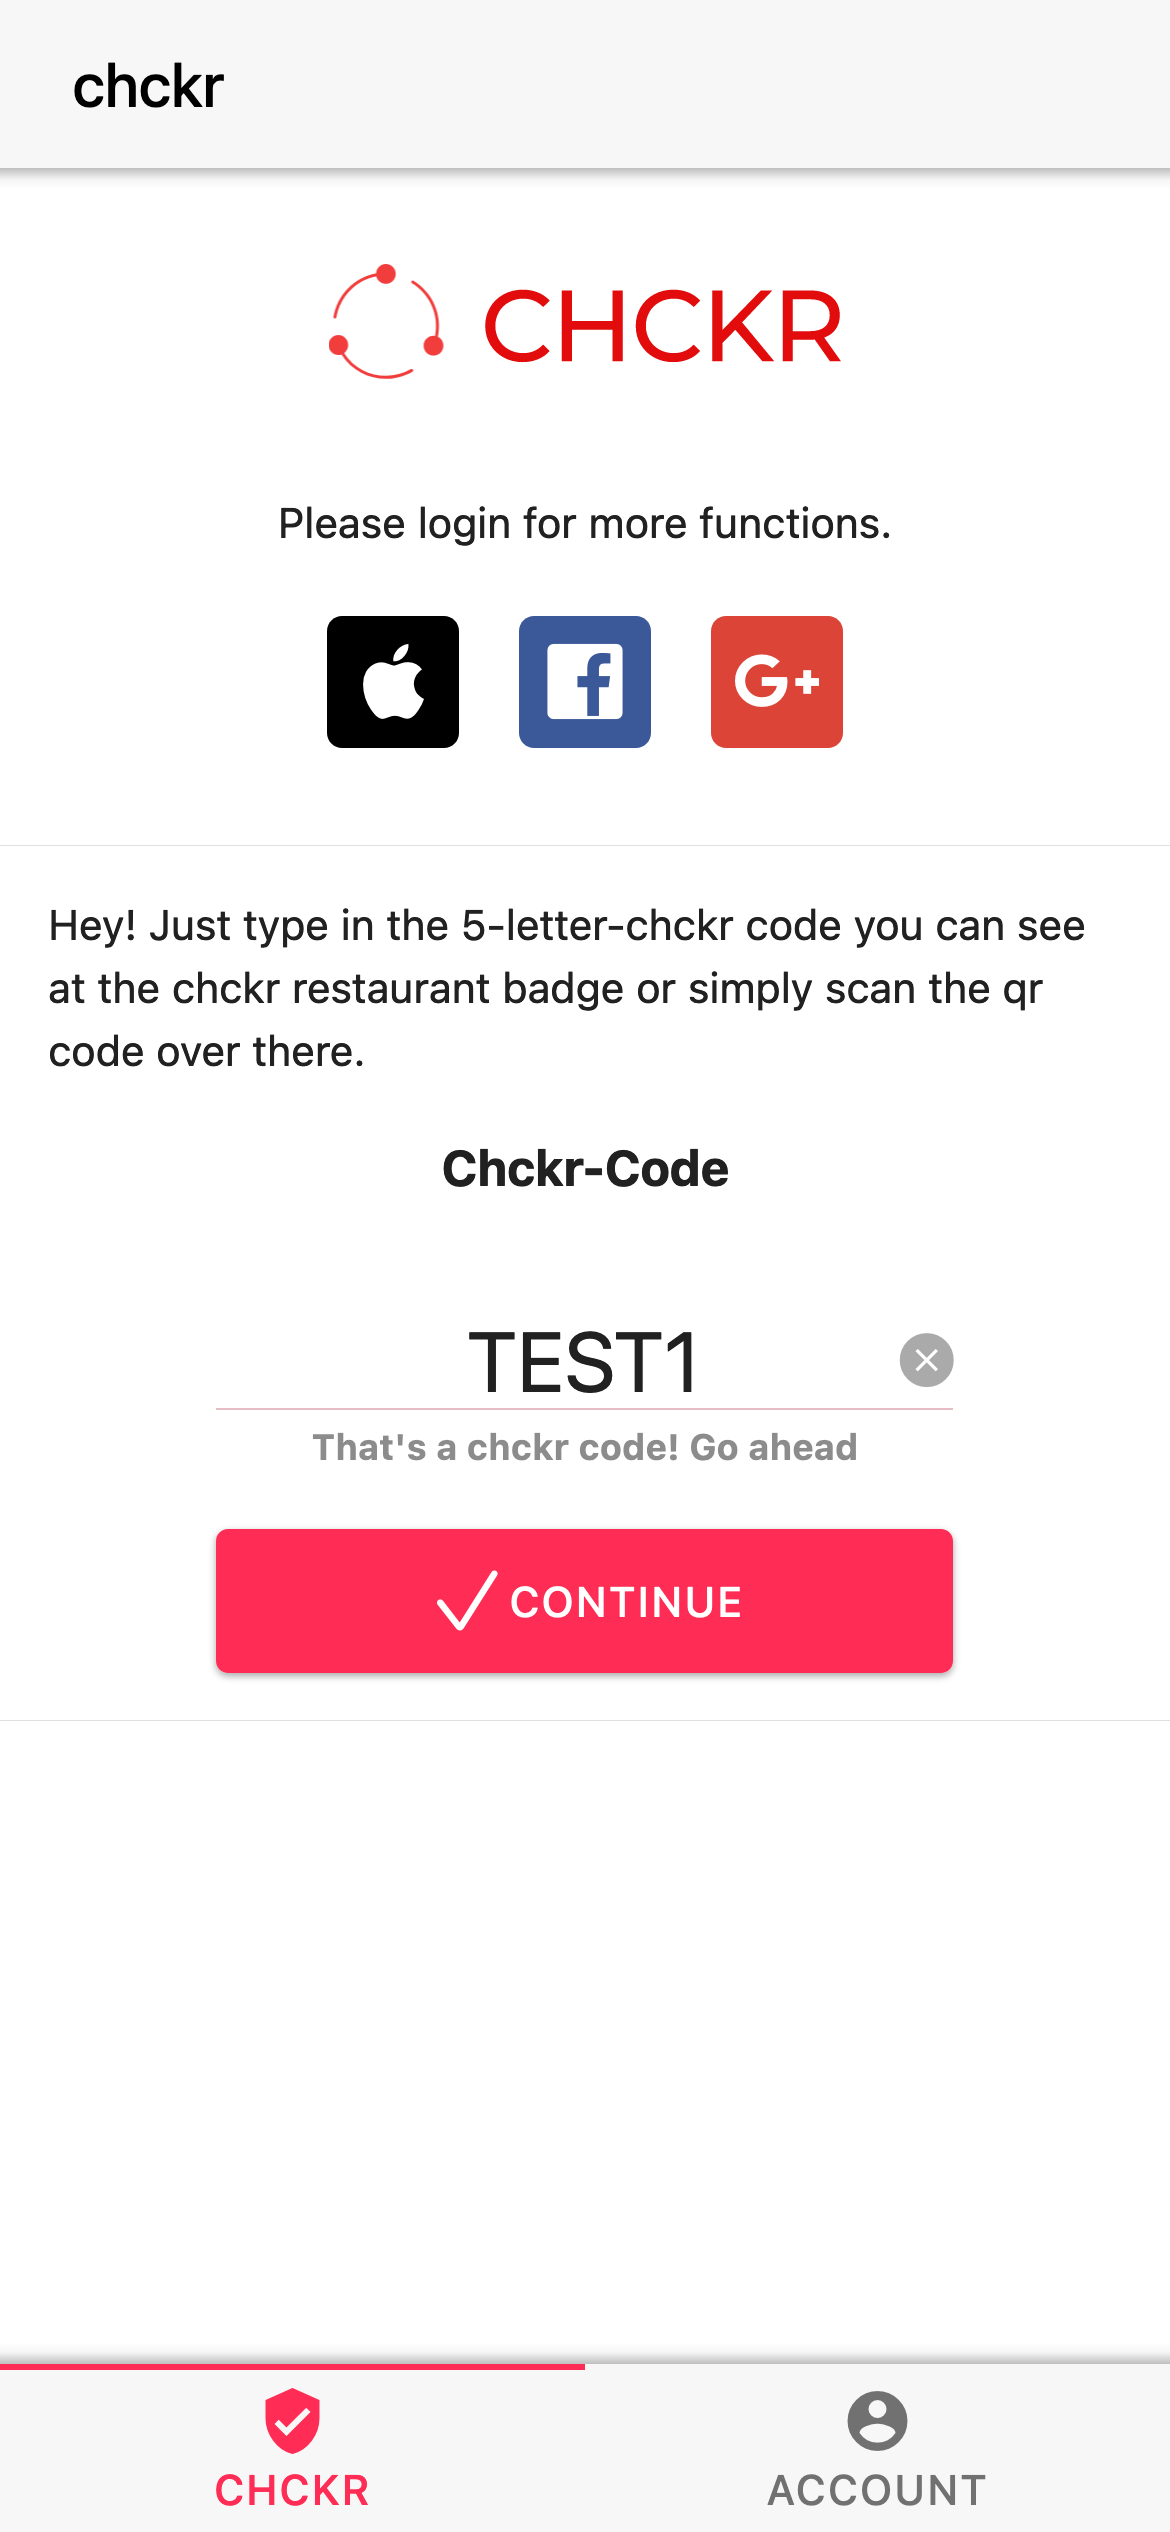 chckr
CHCKR
Please login for more functions.
G+
Hey! Just type in the 5-letter-chckr code you can see
at the chckr restaurant badge or simply scan the qr
code over there.
Chckr-Code
TEST1
That's a chckr code! Go ahead
CONTINUE
CHCKR
ACCOUNT